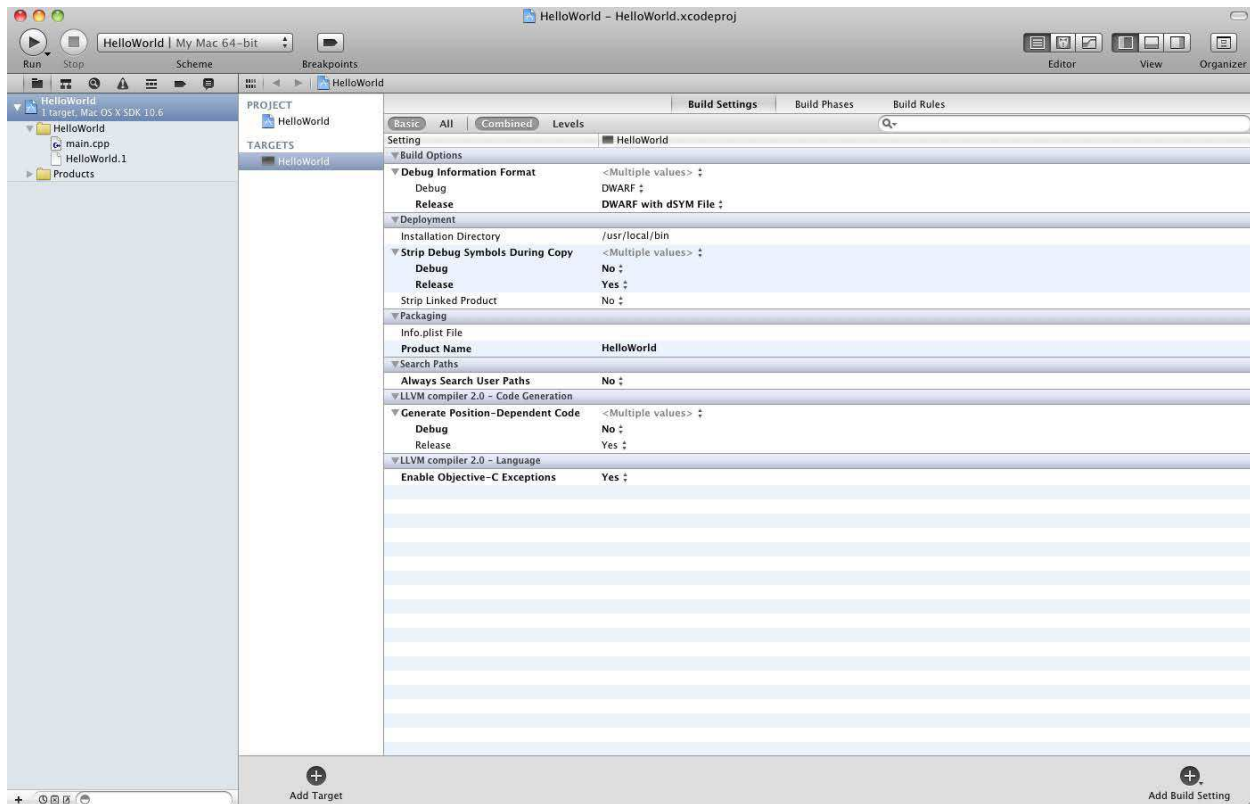 HelloWorld – HelloWorld.xcodeproj
HelloWorld | My Mac 64-bit
Run Stop Scheme Breakpoints Editor View Organizer
HelloWorld
HelloWorld
1 target, Mac OS X SDK 10.6
HelloWorld
main.cpp
HelloWorld.1
Products
PROJECT
HelloWorld
TARGETS
HelloWorld
Build Settings Build Phases Build Rules
Basic All Combined Levels
Setting HelloWorld
Build Options
Debug Information Format <Multiple values>
Debug DWARF
Release DWARF with dSYM File
Deployment
Installation Directory /usr/local/bin
Strip Debug Symbols During Copy <Multiple values>
Debug No
Release Yes
Strip Linked Product No
Packaging
Info.plist File
Product Name HelloWorld
Search Paths
Always Search User Paths No
LLVM compiler 2.0 - Code Generation
Generate Position-Dependent Code <Multiple values>
Debug No
Release Yes
LLVM compiler 2.0 - Language
Enable Objective-C Exceptions Yes
Add Target Add Build Setting